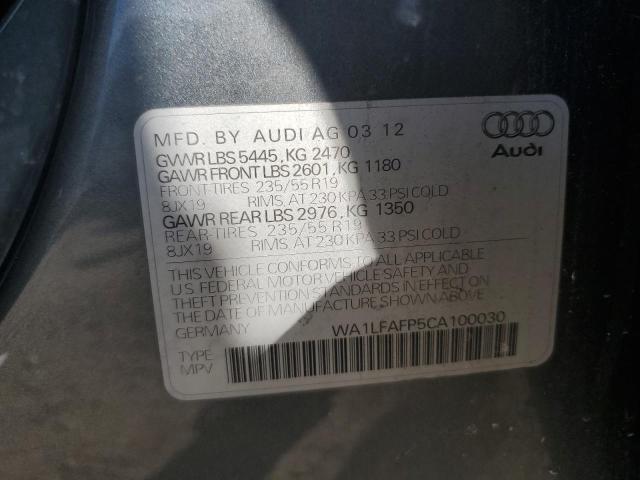 MFD. BY AUDI AG 03 12
GVWR LBS 5445, KG 2470
GAWR FRONT LBS 2601, KG 1180
FRONT-TIRES 235/55 R19
8JX19 RIMS, AT 230 KPA 33 PSI COLD
GAWR REAR LBS 2976, KG 1350
REAR-TIRES 235/55 R19
8JX19 RIMS, AT 230 KPA 33 PSI COLD
THIS VEHICLE CONFORMS TO ALL APPLICABLE
U.S FEDERAL MOTOR VEHICLE SAFETY AND
THEFT PREVENTION STANDARDS IN EFFECT ON THE
DATE OF MANUFACTURE SHOWN ABOVE.
WA1LFAFP5CA100030
TYPE
MPV
Audi